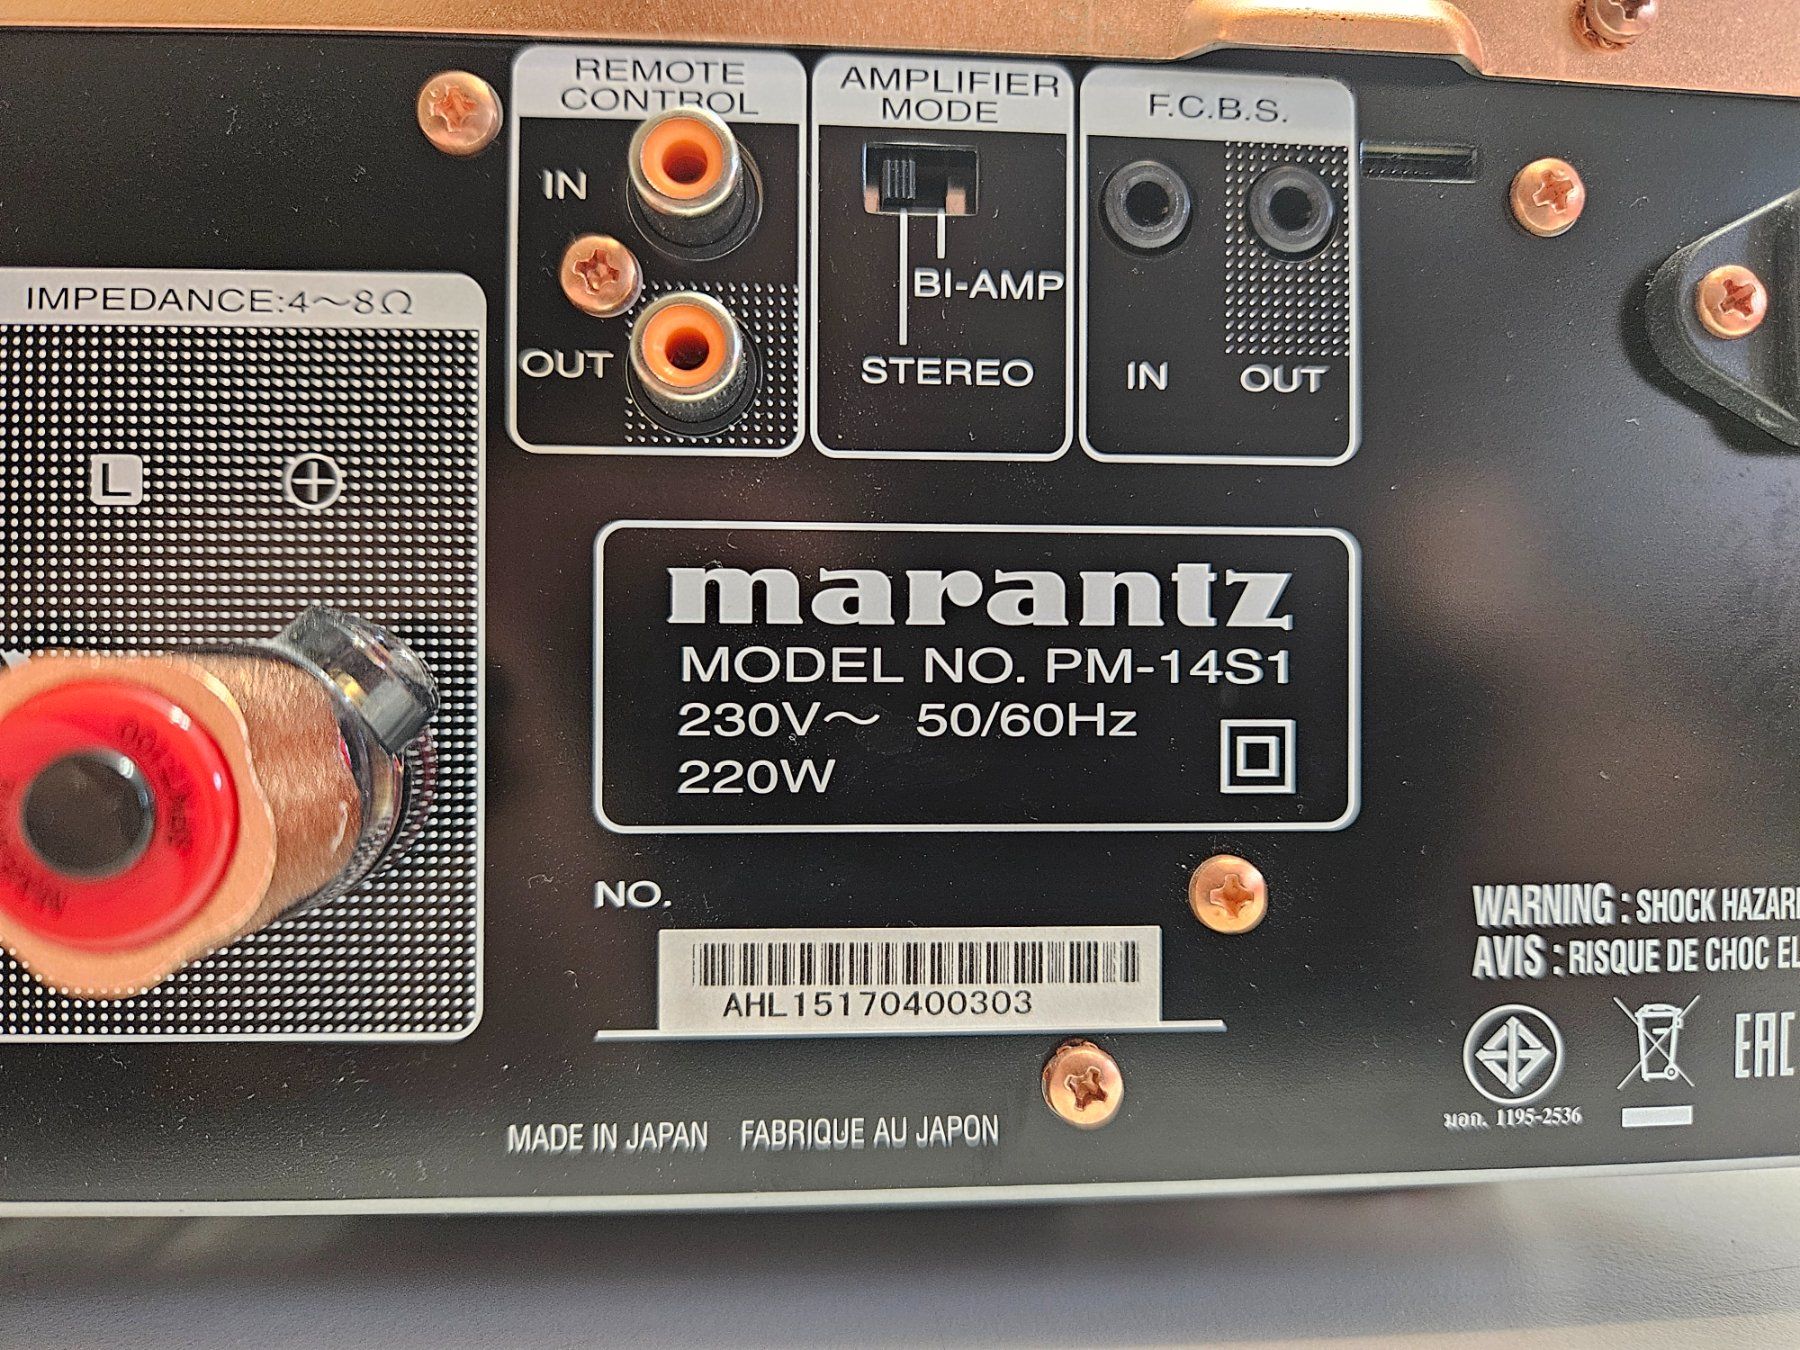 REMOTE
CONTROL
IN
OUT
AMPLIFIER
MODE
BI-AMP
STEREO
F.C.B.S.
IN
OUT
IMPEDANCE:4～8Ω
L
marantz
MODEL NO. PM-14S1
230V～ 50/60Hz
220W
NO.
AHL15170400303
MADE IN JAPAN FABRIQUE AU JAPON
WARNING : SHOCK HAZAR
AVIS : RISQUE DE CHOC EL
มอก. 1195-2536
EAC